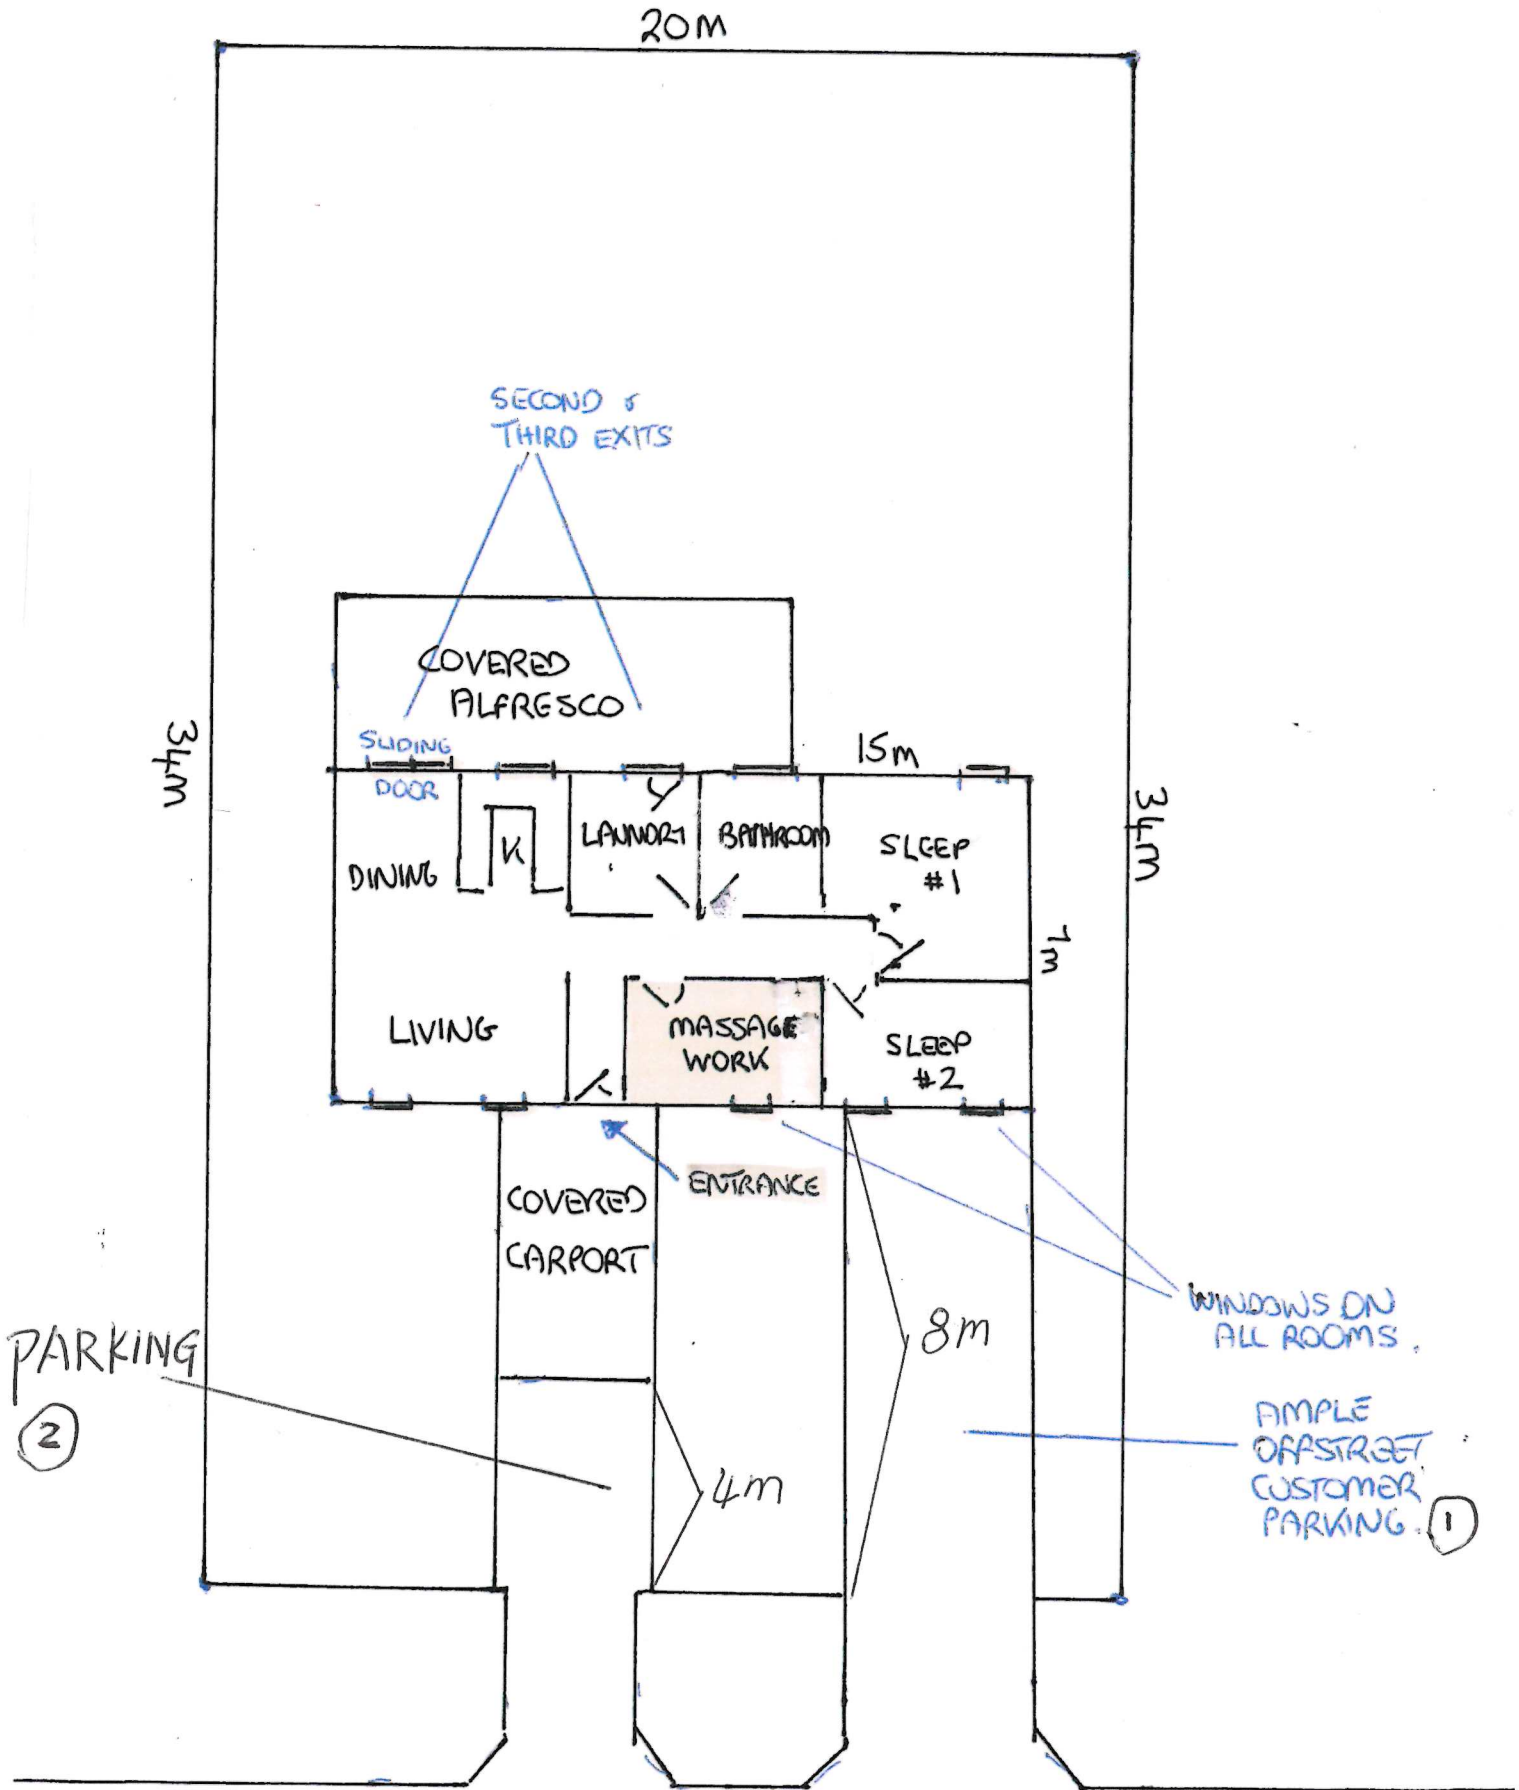 20M
SECOND &
THIRD EXITS
COVERED
ALFRESCO
34m
SLIDING
DOOR
15m
34m
DINING
K
LAUNDRY
BATHROOM
SLEEP
#1
7m
LIVING
MASSAGE
WORK
SLEEP
#2
ENTRANCE
COVERED
CARPORT
WINDOWS ON
ALL ROOMS.
8m
PARKING
2
4m
AMPLE
OFFSTREET
CUSTOMER
PARKING. 1